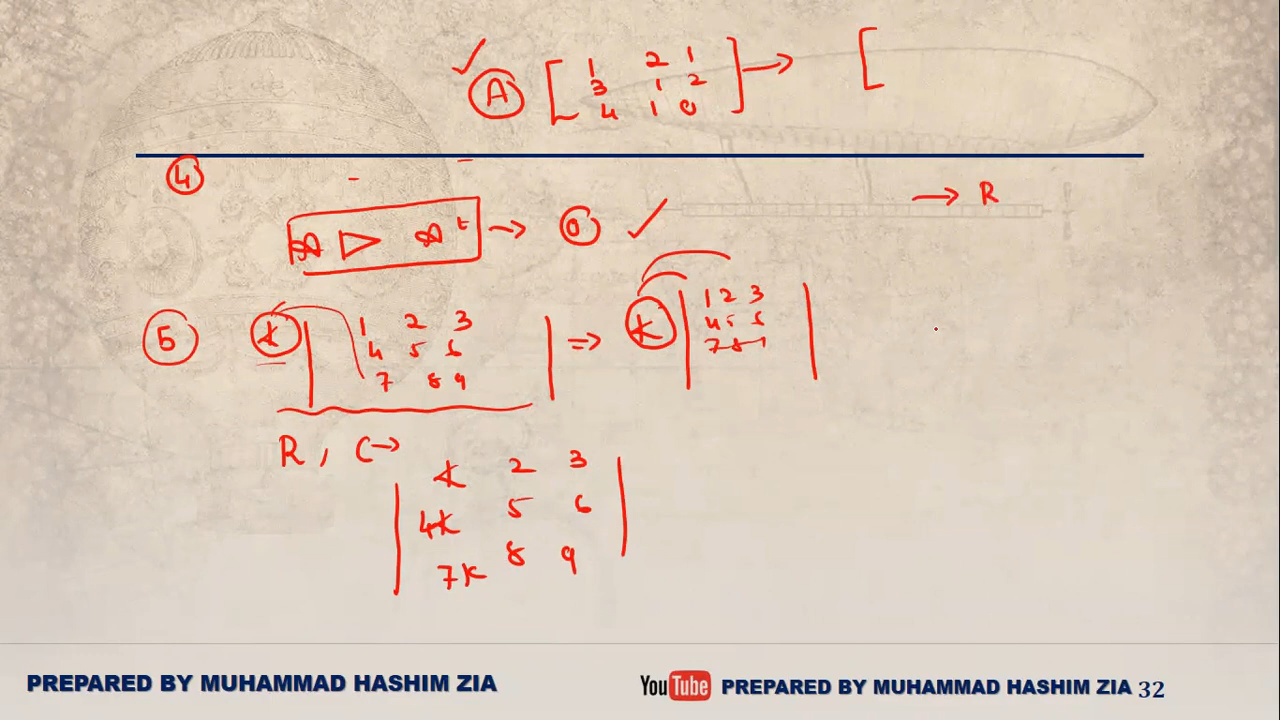 A [ 1 2 1 ] → [
3 1 2
4 1 0
4
→ R
A ▷ A t → 0 ✓
5 k | 1 2 3 | ⇒ k | 1 2 3 |
4 5 6 4 5 6
7 8 9 7 8 9
R , C →
| k 2 3 |
4k 5 6
7k 8 9
PREPARED BY MUHAMMAD HASHIM ZIA
YouTube PREPARED BY MUHAMMAD HASHIM ZIA 32